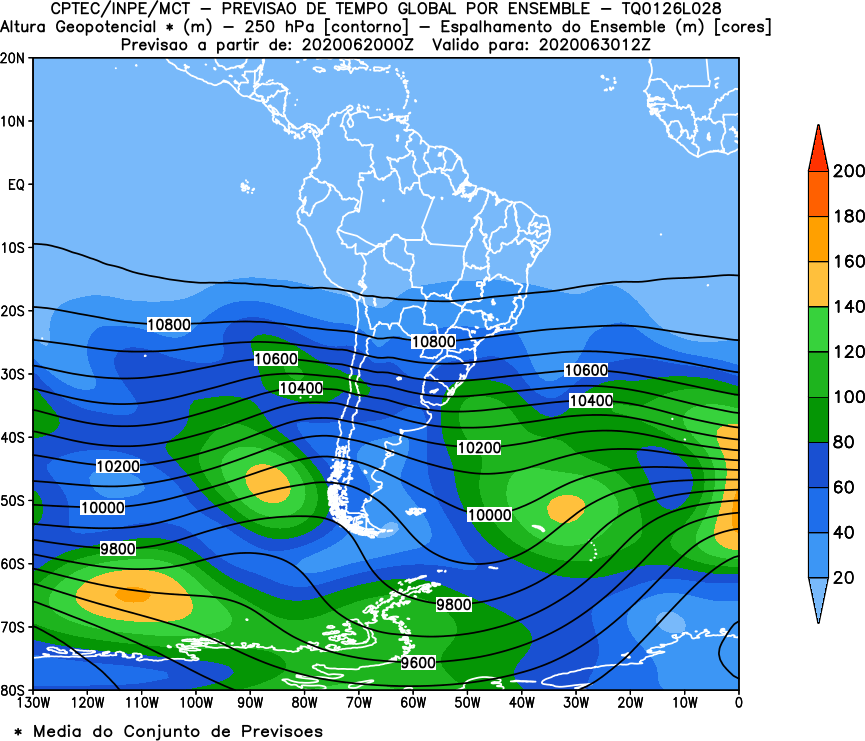 CPTEC/INPE/MCT – PREVISAO DE TEMPO GLOBAL POR ENSEMBLE – TQ0126L028
Altura Geopotencial * (m) – 250 hPa [contorno] – Espalhamento do Ensemble (m) [cores]
Previsao a partir de: 2020062000Z Valido para: 2020063012Z
20N
10N
EQ
10S
20S
30S
40S
50S
60S
70S
80S
10800
10800
10600
10600
10400
10400
10200
10200
10000
10000
9800
9800
9600
130W 120W 110W 100W 90W 80W 70W 60W 50W 40W 30W 20W 10W 0
200
180
160
140
120
100
80
60
40
20
* Media do Conjunto de Previsoes